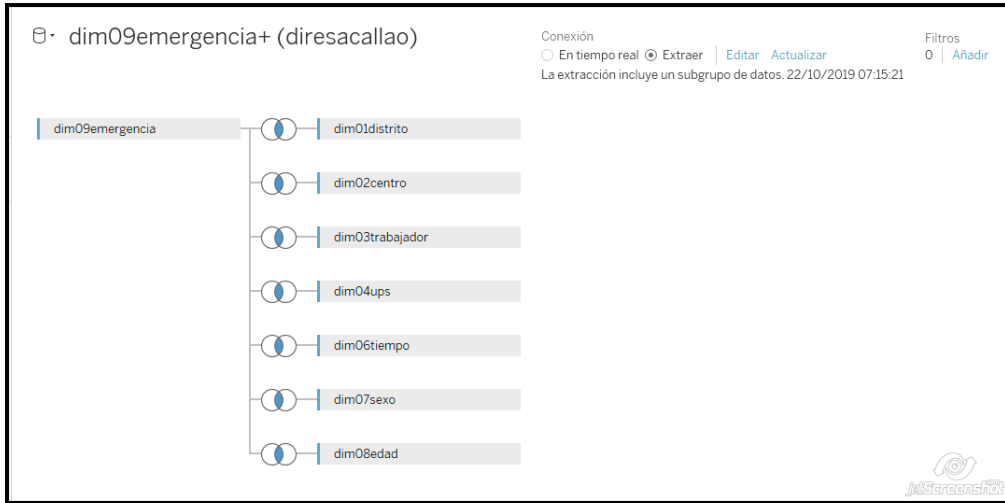 dim09emergencia+ (diresacallao)
Conexión
En tiempo real Extraer Editar Actualizar
La extracción incluye un subgrupo de datos. 22/10/2019 07:15:21
Filtros
0 Añadir
dim09emergencia
dim01distrito
dim02centro
dim03trabajador
dim04ups
dim06tiempo
dim07sexo
dim08edad
jetScreenshot